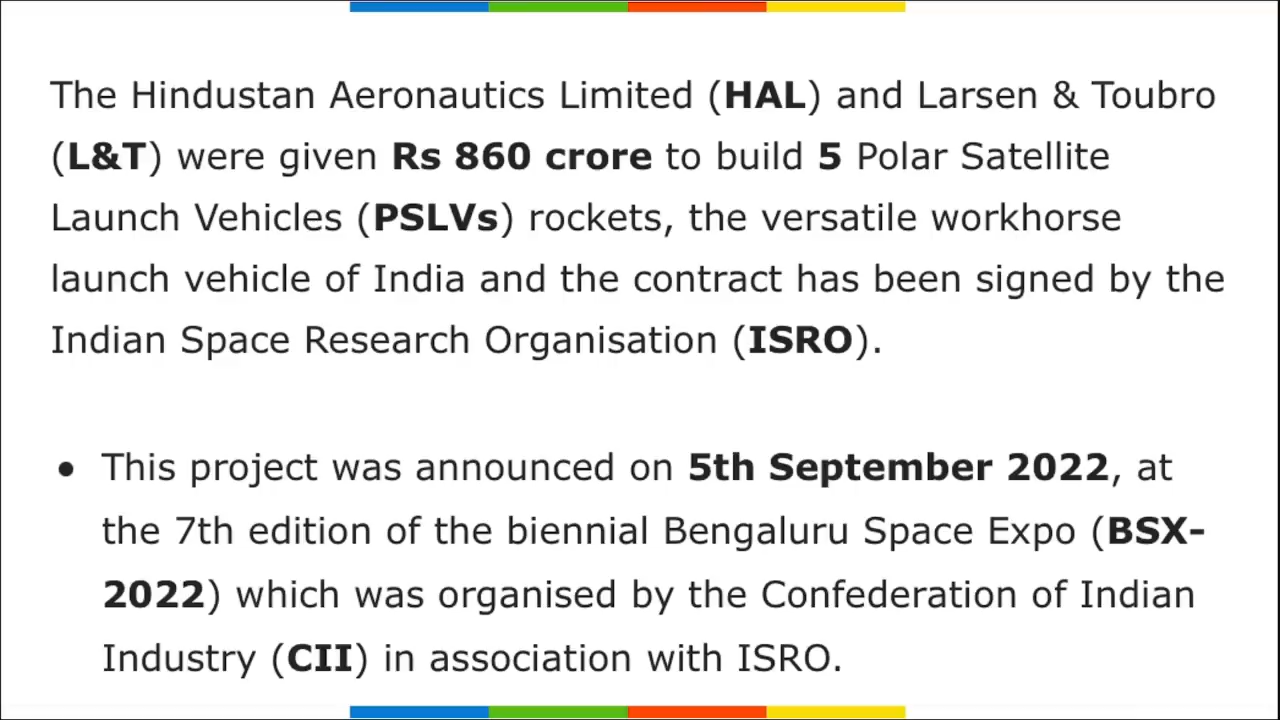 The Hindustan Aeronautics Limited (HAL) and Larsen & Toubro
(L&T) were given Rs 860 crore to build 5 Polar Satellite
Launch Vehicles (PSLVs) rockets, the versatile workhorse
launch vehicle of India and the contract has been signed by the
Indian Space Research Organisation (ISRO).
• This project was announced on 5th September 2022, at
the 7th edition of the biennial Bengaluru Space Expo (BSX-
2022) which was organised by the Confederation of Indian
Industry (CII) in association with ISRO.